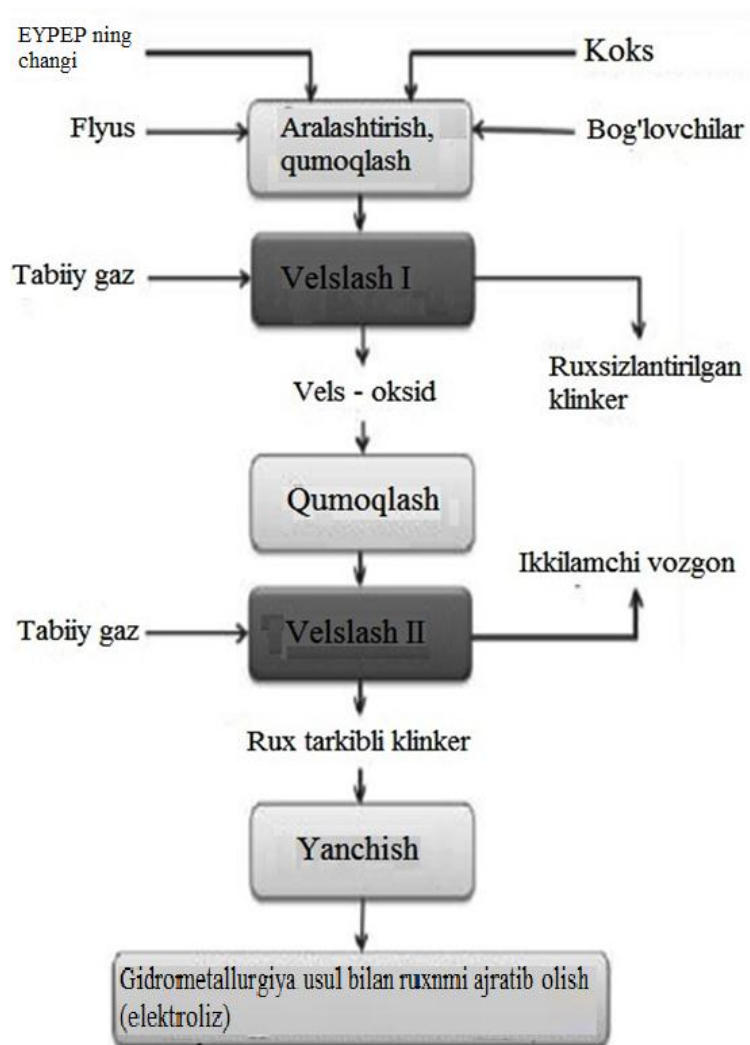 EYPEP ning
changi
Koks
Flyus
Aralashtirish,
qumoqlash
Bog'lovchilar
Tabiiy gaz
Velslash I
Ruxsizlantirilgan
klinker
Vels - oksid
Qumoqlash
Ikkilamchi vozgon
Tabiiy gaz
Velslash II
Rux tarkibli klinker
Yanchish
Gidrometallurgiya usul bilan ruxnmi ajratib olish
(elektroliz)